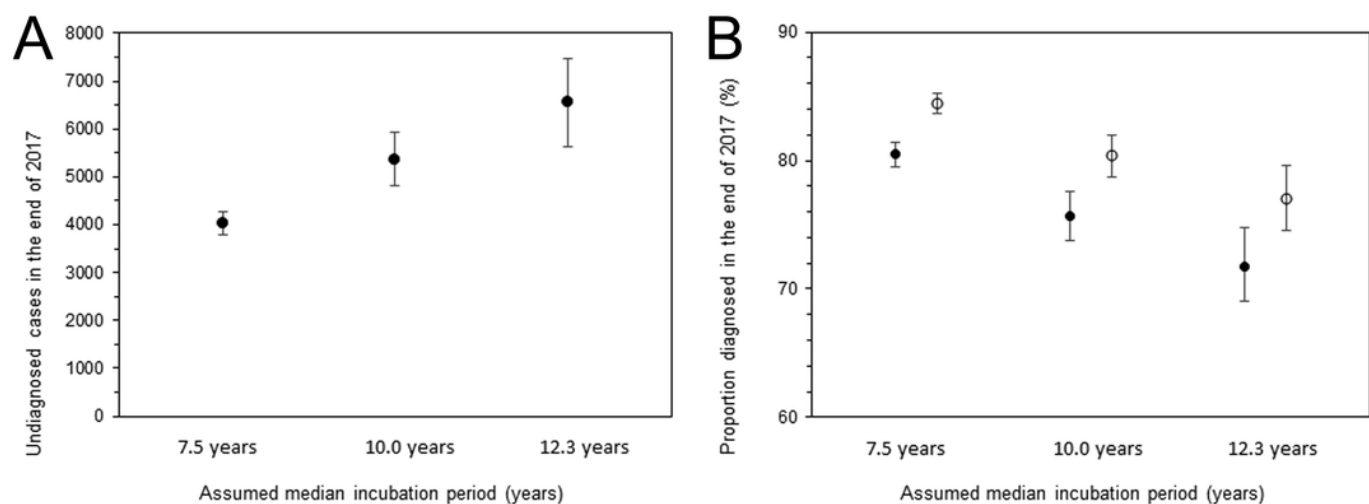 A
Undiagnosed cases in the end of 2017
8000
7000
6000
5000
4000
3000
2000
1000
0
7.5 years 10.0 years 12.3 years
Assumed median incubation period (years)
B
Proportion diagnosed in the end of 2017 (%)
90
80
70
60
7.5 years 10.0 years 12.3 years
Assumed median incubation period (years)